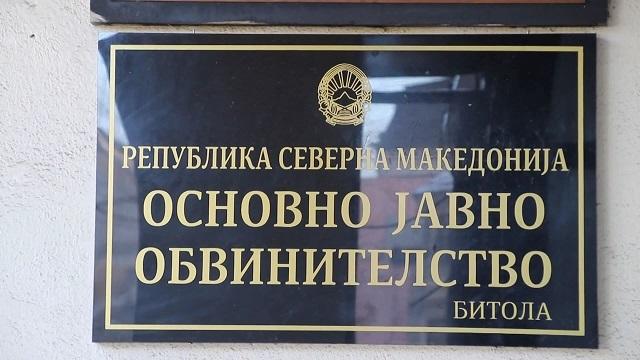 РЕПУБЛИКА СЕВЕРНА МАКЕДОНИЈА
ОСНОВНО ЈАВНО
ОБВИНИТЕЛСТВО
БИТОЛА